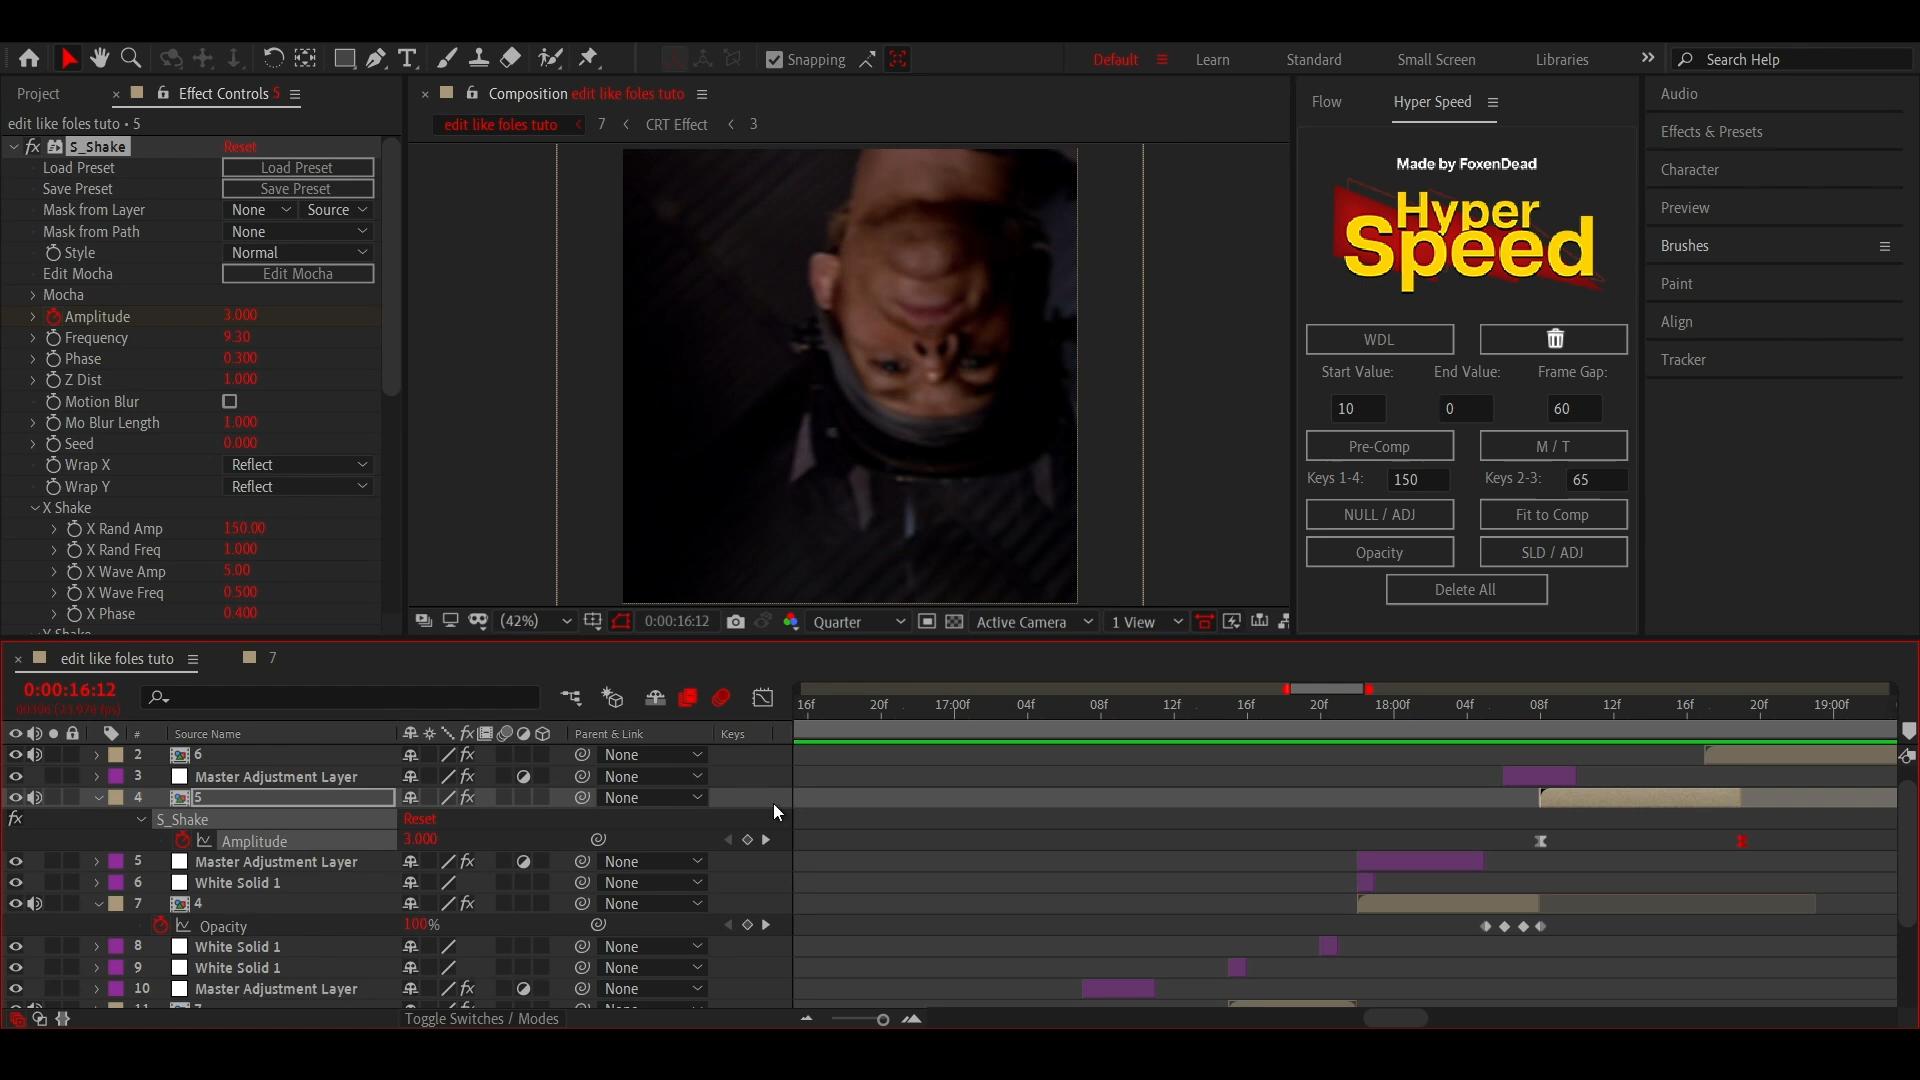 Snapping
Default
Learn
Standard
Small Screen
Libraries
Search Help
Project
Effect Controls 5
edit like foles tuto • 5
fx S_Shake Reset
Load Preset Load Preset
Save Preset Save Preset
Mask from Layer None Source
Mask from Path None
Style Normal
Edit Mocha Edit Mocha
Mocha
Amplitude 3.000
Frequency 9.30
Phase 0.300
Z Dist 1.000
Motion Blur
Mo Blur Length 1.000
Seed 0.000
Wrap X Reflect
Wrap Y Reflect
X Shake
X Rand Amp 150.00
X Rand Freq 1.000
X Wave Amp 5.00
X Wave Freq 0.500
X Phase 0.400
Y Shake
Composition edit like foles tuto
edit like foles tuto 7 CRT Effect 3
(42%) 0:00:16:12 Quarter Active Camera 1 View
Flow Hyper Speed
Made by FoxenDead
Hyper
Speed
WDL
Start Value: End Value: Frame Gap:
10 0 60
Pre-Comp M / T
Keys 1-4: 150 Keys 2-3: 65
NULL / ADJ Fit to Comp
Opacity SLD / ADJ
Delete All
Audio
Effects & Presets
Character
Preview
Brushes
Paint
Align
Tracker
edit like foles tuto 7
0:00:16:12
16f 20f 17:00f 04f 08f 12f 16f 20f 18:00f 04f 08f 12f 16f 20f 19:00f
# Source Name fx Parent & Link Keys
2 6 fx None
3 Master Adjustment Layer fx None
4 5 fx None
fx S_Shake Reset
Amplitude 3.000
5 Master Adjustment Layer fx None
6 White Solid 1 None
7 4 fx None
Opacity 100%
8 White Solid 1 None
9 White Solid 1 None
10 Master Adjustment Layer fx None
Toggle Switches / Modes